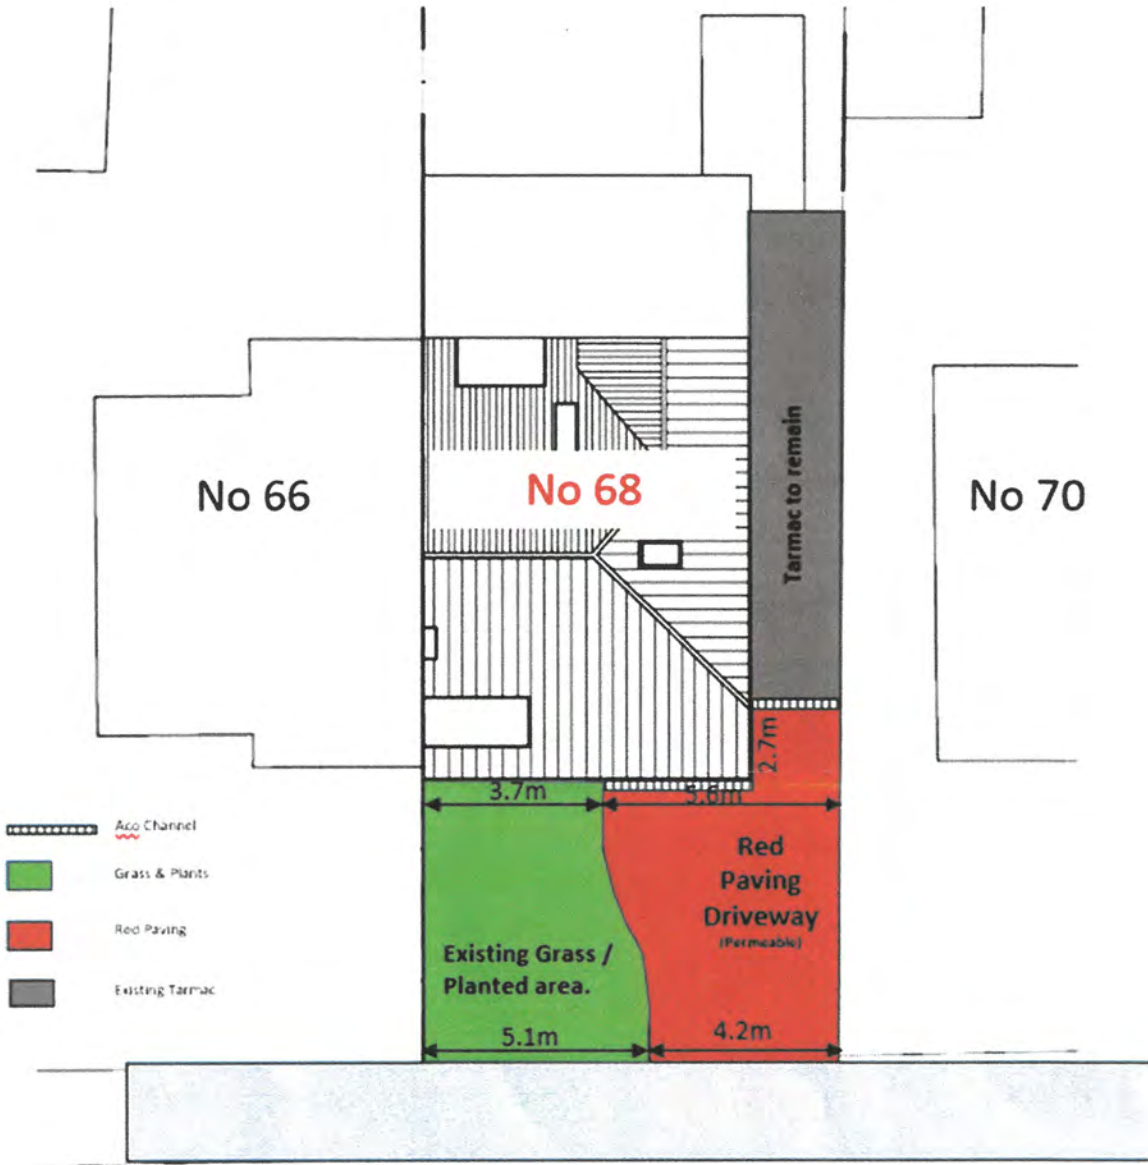 No 66
No 68
No 70
Tarmac to remain
2.7m
3.7m
5.6m
Aco Channel
Grass & Plants
Red Paving
Existing Tarmac
Red
Paving
Driveway
(Permeable)
Existing Grass /
Planted area.
5.1m
4.2m